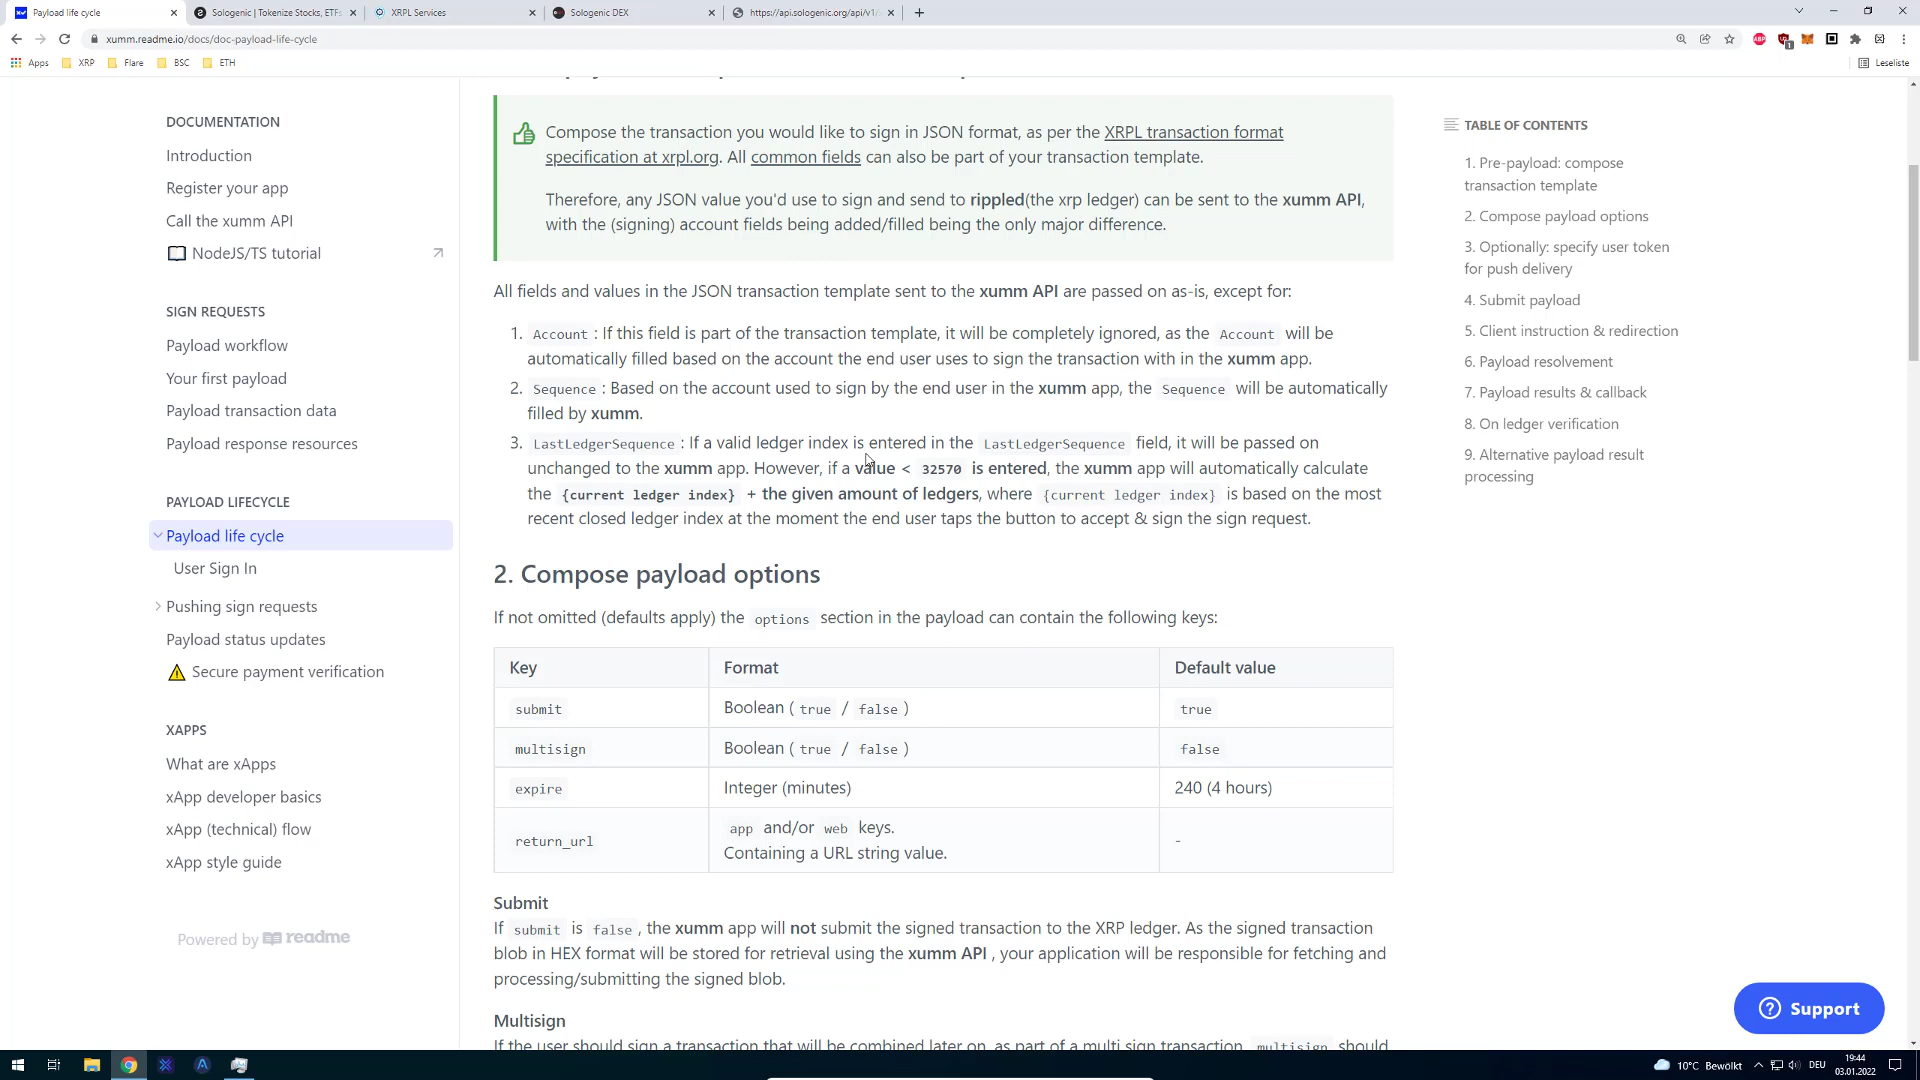 Payload life cycle
Sologenic | Tokenize Stocks, ETFs
XRPL Services
Sologenic DEX
https://api.sologenic.org/api/v1/
xumm.readme.io/docs/doc-payload-life-cycle
Apps
XRP
Flare
BSC
ETH
Leseliste
DOCUMENTATION
Introduction
Register your app
Call the xumm API
NodeJS/TS tutorial
SIGN REQUESTS
Payload workflow
Your first payload
Payload transaction data
Payload response resources
PAYLOAD LIFECYCLE
Payload life cycle
User Sign In
Pushing sign requests
Payload status updates
Secure payment verification
XAPPS
What are xApps
xApp developer basics
xApp (technical) flow
xApp style guide
Powered by readme
Compose the transaction you would like to sign in JSON format, as per the XRPL transaction format
specification at xrpl.org. All common fields can also be part of your transaction template.
Therefore, any JSON value you'd use to sign and send to rippled(the xrp ledger) can be sent to the xumm API,
with the (signing) account fields being added/filled being the only major difference.
All fields and values in the JSON transaction template sent to the xumm API are passed on as-is, except for:
1. Account : If this field is part of the transaction template, it will be completely ignored, as the Account will be
automatically filled based on the account the end user uses to sign the transaction with in the xumm app.
2. Sequence : Based on the account used to sign by the end user in the xumm app, the Sequence will be automatically
filled by xumm.
3. LastLedgerSequence : If a valid ledger index is entered in the LastLedgerSequence field, it will be passed on
unchanged to the xumm app. However, if a value < 32570 is entered, the xumm app will automatically calculate
the {current ledger index} + the given amount of ledgers, where {current ledger index} is based on the most
recent closed ledger index at the moment the end user taps the button to accept & sign the sign request.
2. Compose payload options
If not omitted (defaults apply) the options section in the payload can contain the following keys:
Key Format Default value
submit Boolean ( true / false ) true
multisign Boolean ( true / false ) false
expire Integer (minutes) 240 (4 hours)
return_url app and/or web keys. -
Containing a URL string value.
Submit
If submit is false , the xumm app will not submit the signed transaction to the XRP ledger. As the signed transaction
blob in HEX format will be stored for retrieval using the xumm API , your application will be responsible for fetching and
processing/submitting the signed blob.
Multisign
If the user should sign a transaction that will be combined later on, as part of a multi sign transaction, multisign should
TABLE OF CONTENTS
1. Pre-payload: compose
transaction template
2. Compose payload options
3. Optionally: specify user token
for push delivery
4. Submit payload
5. Client instruction & redirection
6. Payload resolvement
7. Payload results & callback
8. On ledger verification
9. Alternative payload result
processing
Support
10°C Bewölkt
DEU
19:44
03.01.2022